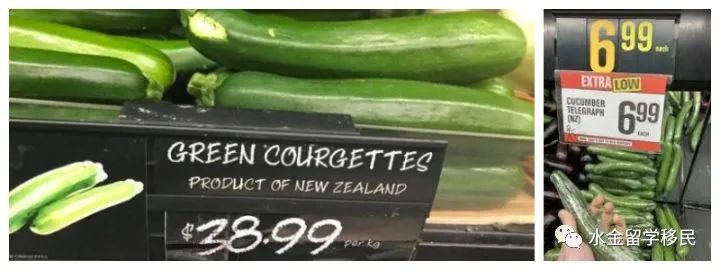 GREEN COURGETTES
PRODUCT OF NEW ZEALAND
$38.99 per kg
6.99 each
EXTRA LOW
CUCUMBER
TELEGRAPH
(NZ)
6.99
EACH
水金留学移民